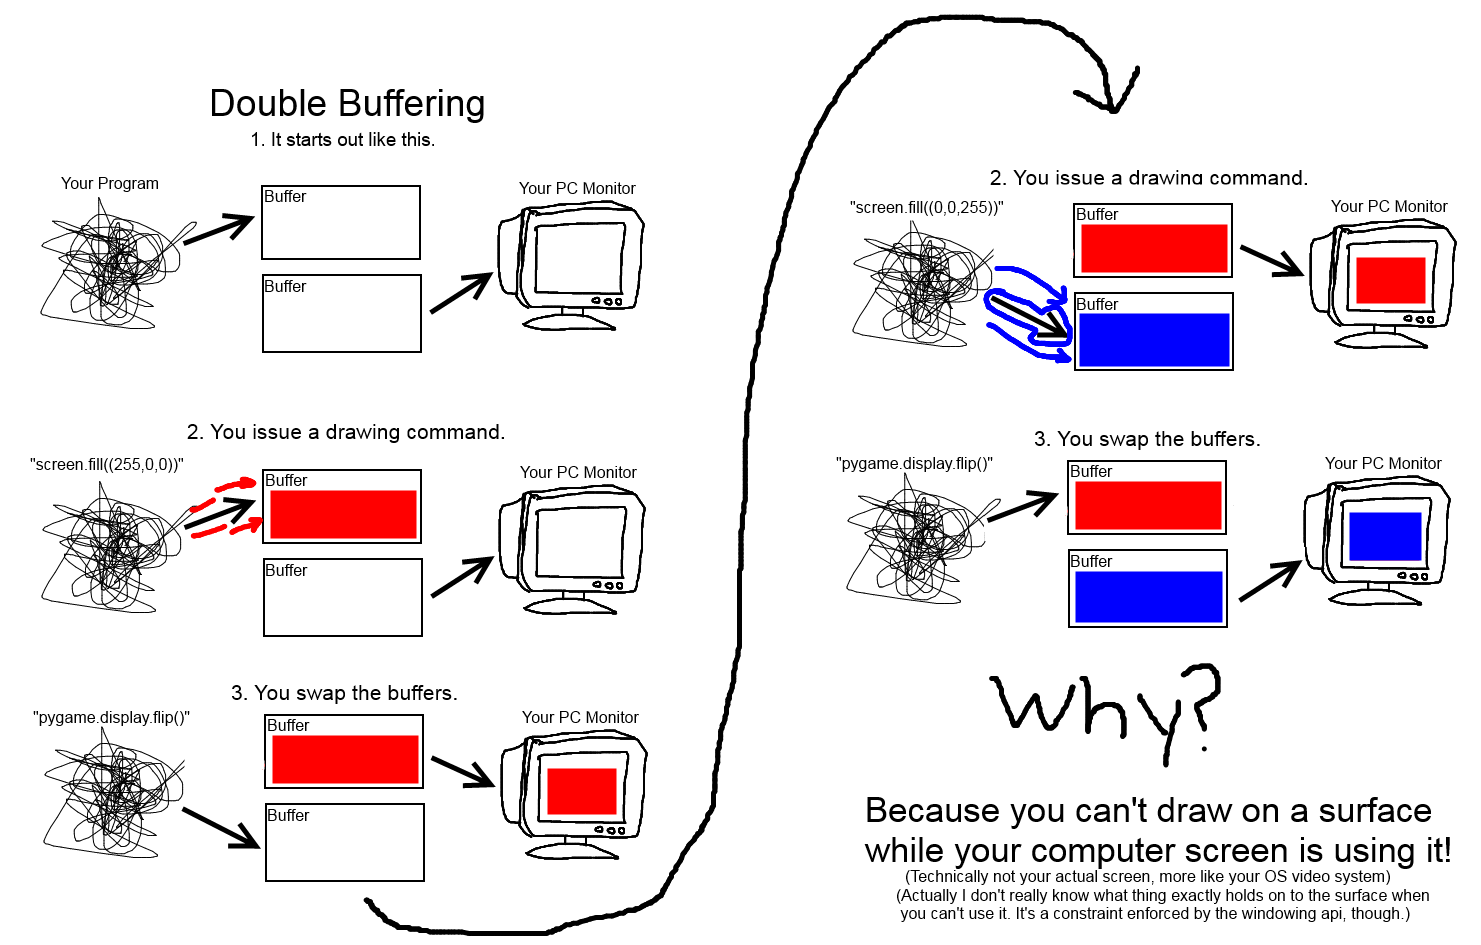 Double Buffering
1. It starts out like this.
Your Program
Buffer
Buffer
Your PC Monitor
2. You issue a drawing command.
"screen.fill((255,0,0))"
Buffer
Buffer
Your PC Monitor
3. You swap the buffers.
"pygame.display.flip()"
Buffer
Buffer
Your PC Monitor
2. You issue a drawing command.
"screen.fill((0,0,255))"
Buffer
Buffer
Your PC Monitor
3. You swap the buffers.
"pygame.display.flip()"
Buffer
Buffer
Your PC Monitor
Why?
Because you can't draw on a surface
while your computer screen is using it!
(Technically not your actual screen, more like your OS video system)
(Actually I don't really know what thing exactly holds on to the surface when
you can't use it. It's a constraint enforced by the windowing api, though.)